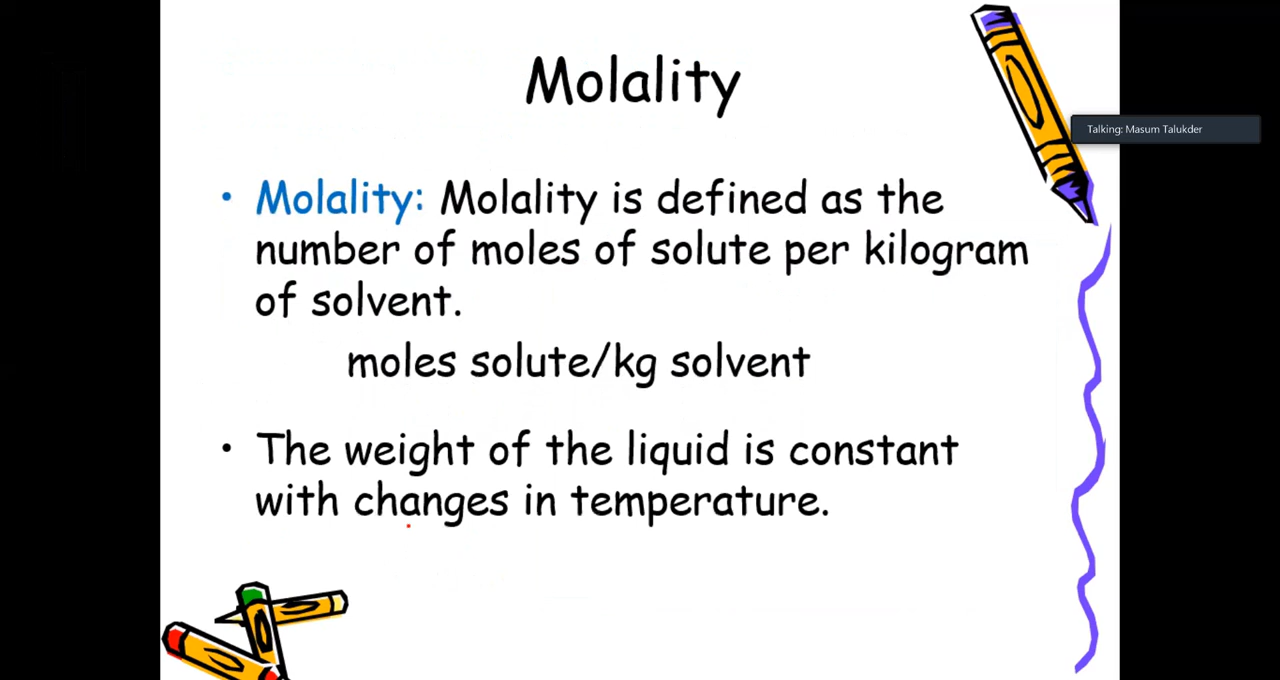 Molality
Talking: Masum Talukder
• Molality: Molality is defined as the
number of moles of solute per kilogram
of solvent.
moles solute/kg solvent
• The weight of the liquid is constant
with changes in temperature.